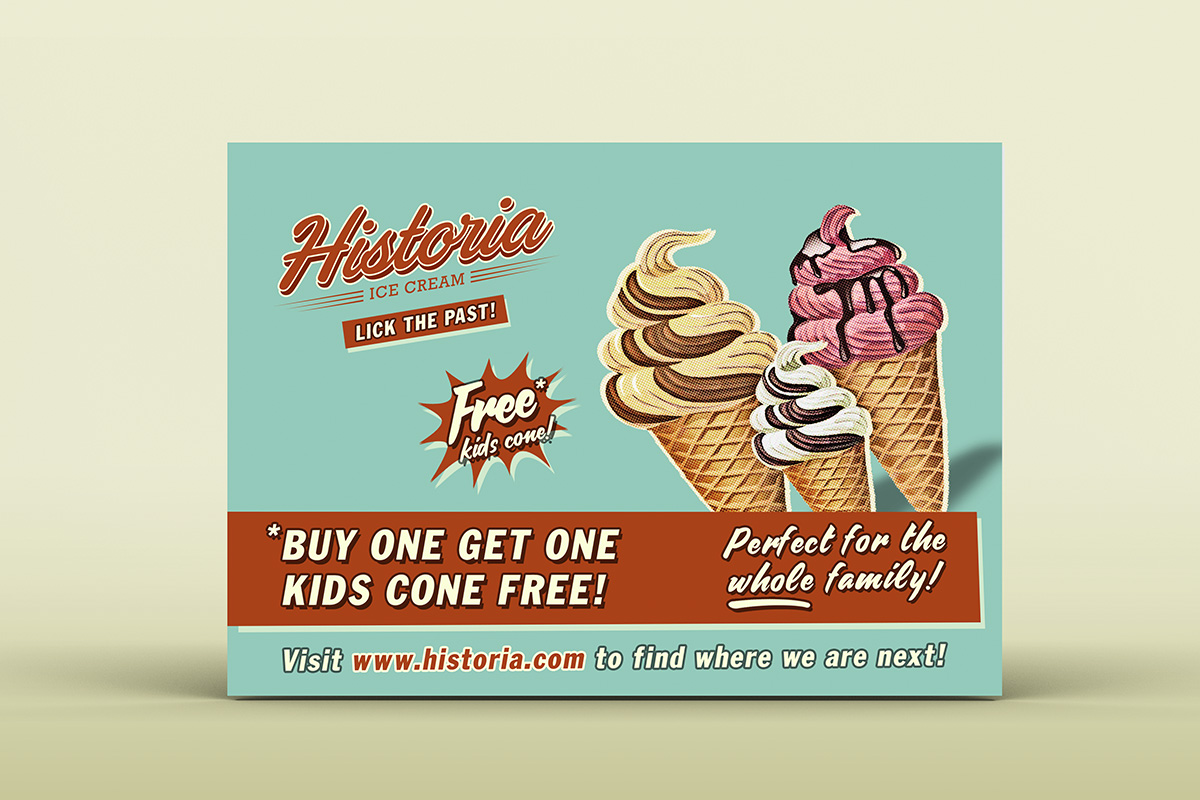 Historia
ICE CREAM
LICK THE PAST!
Free*
kids cone!
*BUY ONE GET ONE
KIDS CONE FREE!
Perfect for the
whole family!
Visit www.historia.com to find where we are next!